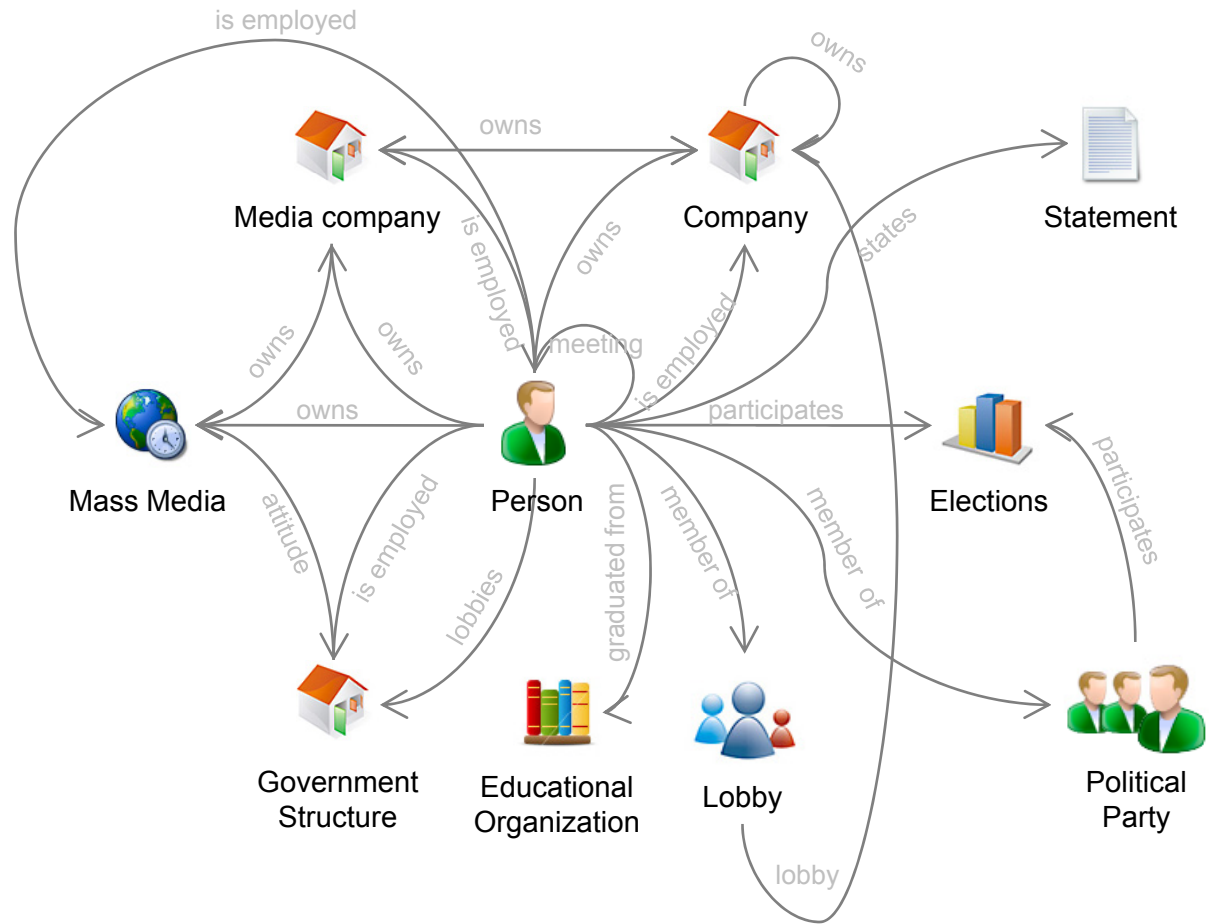 is employed
owns
owns
Media company
Company
Statement
is employed
owns
states
meeting
is employed
owns
owns
owns
participates
Mass Media
Person
Elections
participates
attitude
is employed
lobbies
graduated from
member of
member of
Government
Structure
Educational
Organization
Lobby
Political
Party
lobby